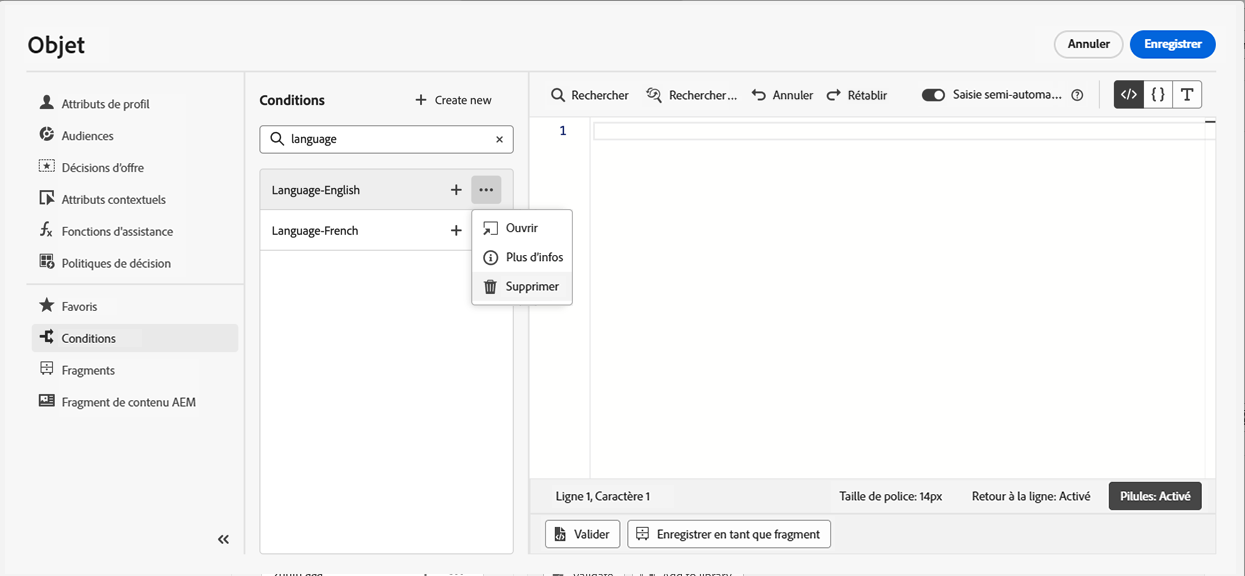 Objet
Annuler
Enregistrer
Attributs de profil
Audiences
Décisions d'offre
Attributs contextuels
Fonctions d'assistance
Politiques de décision
Favoris
Conditions
Fragments
Fragment de contenu AEM
Conditions
Create new
language
Language-English
Language-French
Ouvrir
Plus d'infos
Supprimer
Rechercher
Rechercher...
Annuler
Rétablir
Saisie semi-automa...
1
Ligne 1, Caractère 1
Taille de police: 14px
Retour à la ligne: Activé
Pilules: Activé
Valider
Enregistrer en tant que fragment